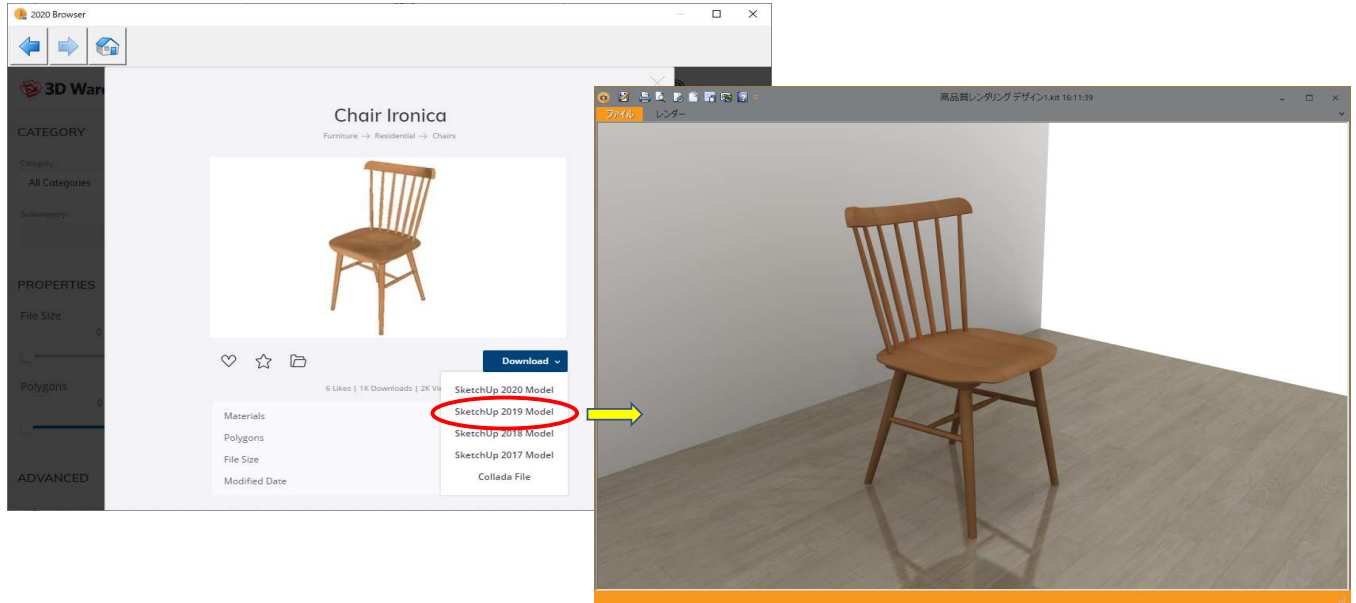 2020 Browser
3D War
CATEGORY
Category
All Categories
Subcategory
PROPERTIES
File Size
0
Polygons
0
ADVANCED
Chair Ironica
Furniture → Residential → Chairs
Download
6 Likes | 1K Downloads | 2K Vi
SketchUp 2020 Model
SketchUp 2019 Model
SketchUp 2018 Model
SketchUp 2017 Model
Collada File
Materials
Polygons
File Size
Modified Date
高品質レンダリング デザイン1.kit 16:11:39
ファイル レンダー